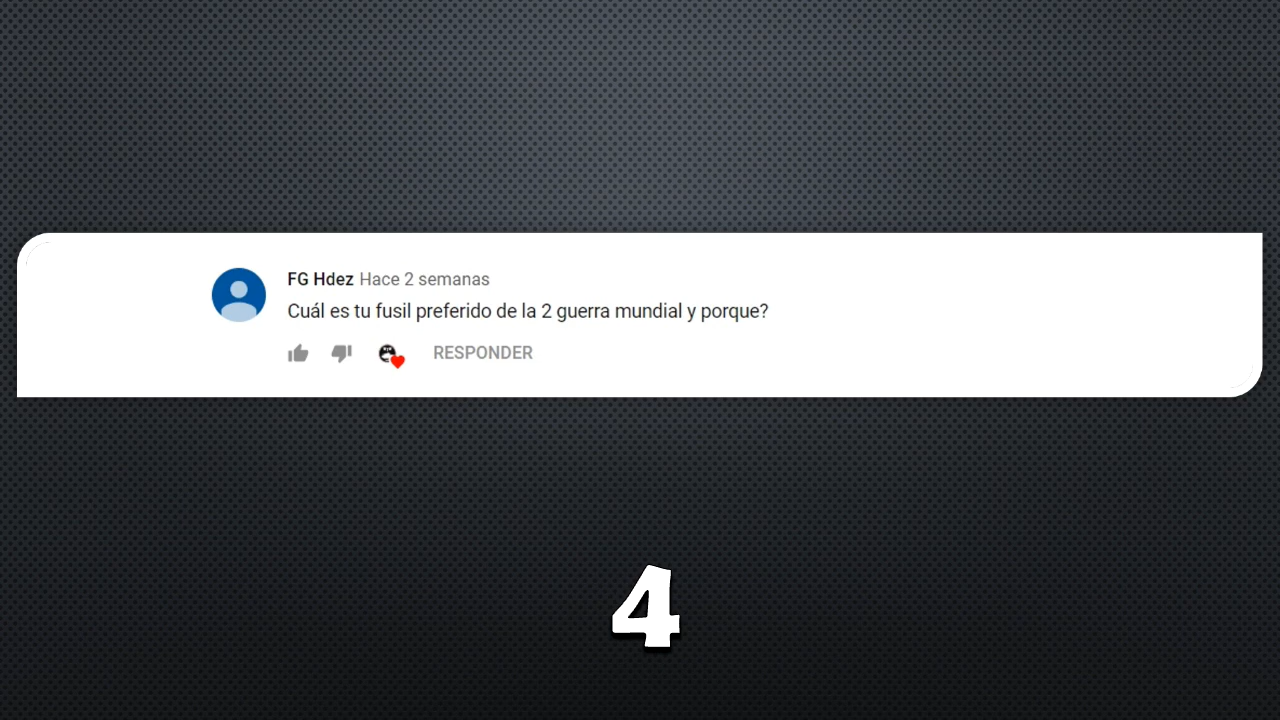 FG Hdez Hace 2 semanas
Cuál es tu fusil preferido de la 2 guerra mundial y porque?
RESPONDER
4